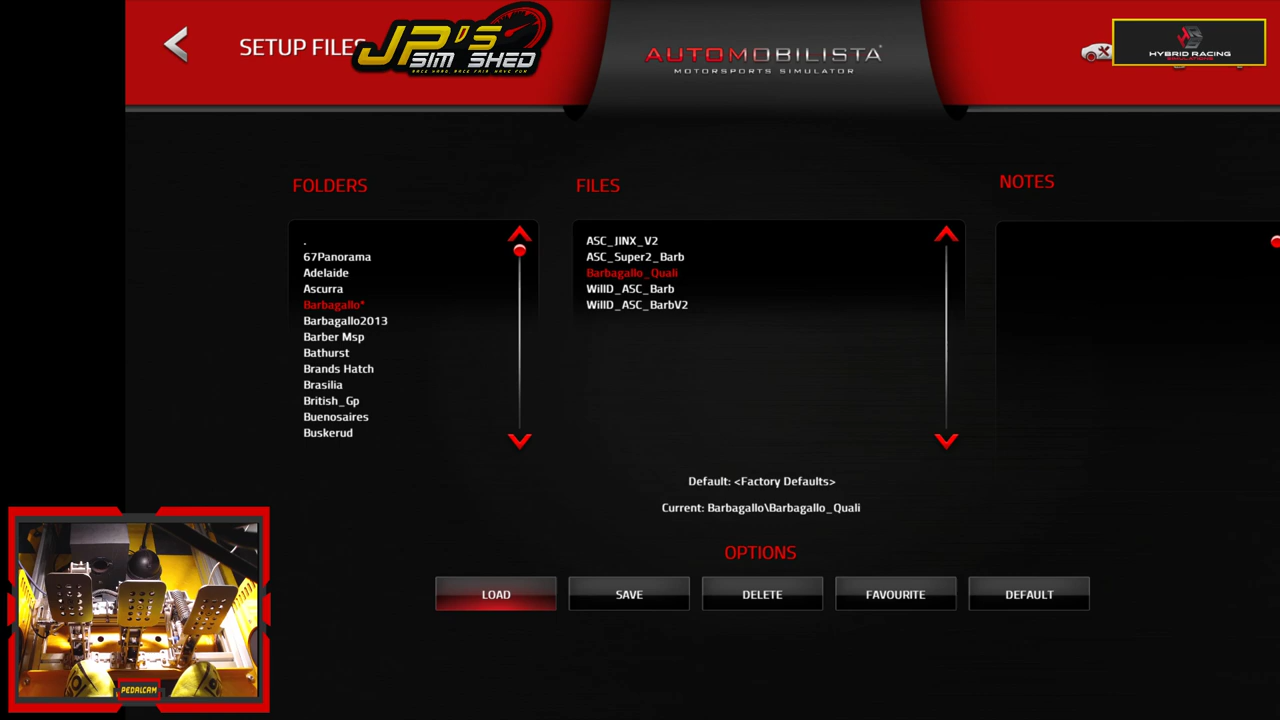 SETUP FILES
JP'S
SIM SHED
RACE HARD, RACE FAIR, HAVE FUN
AUTOMOBILISTA
MOTORSPORTS SIMULATOR
HYBRID RACING
SIMULATIONS
FOLDERS
.
67Panorama
Adelaide
Ascurra
Barbagallo*
Barbagallo2013
Barber Msp
Bathurst
Brands Hatch
Brasilia
British_Gp
Buenosaires
Buskerud
FILES
ASC_JINX_V2
ASC_Super2_Barb
Barbagallo_Quali
WillD_ASC_Barb
WillD_ASC_BarbV2
NOTES
Default: <Factory Defaults>
Current: Barbagallo\Barbagallo_Quali
OPTIONS
LOAD
SAVE
DELETE
FAVOURITE
DEFAULT
PEDALCAM